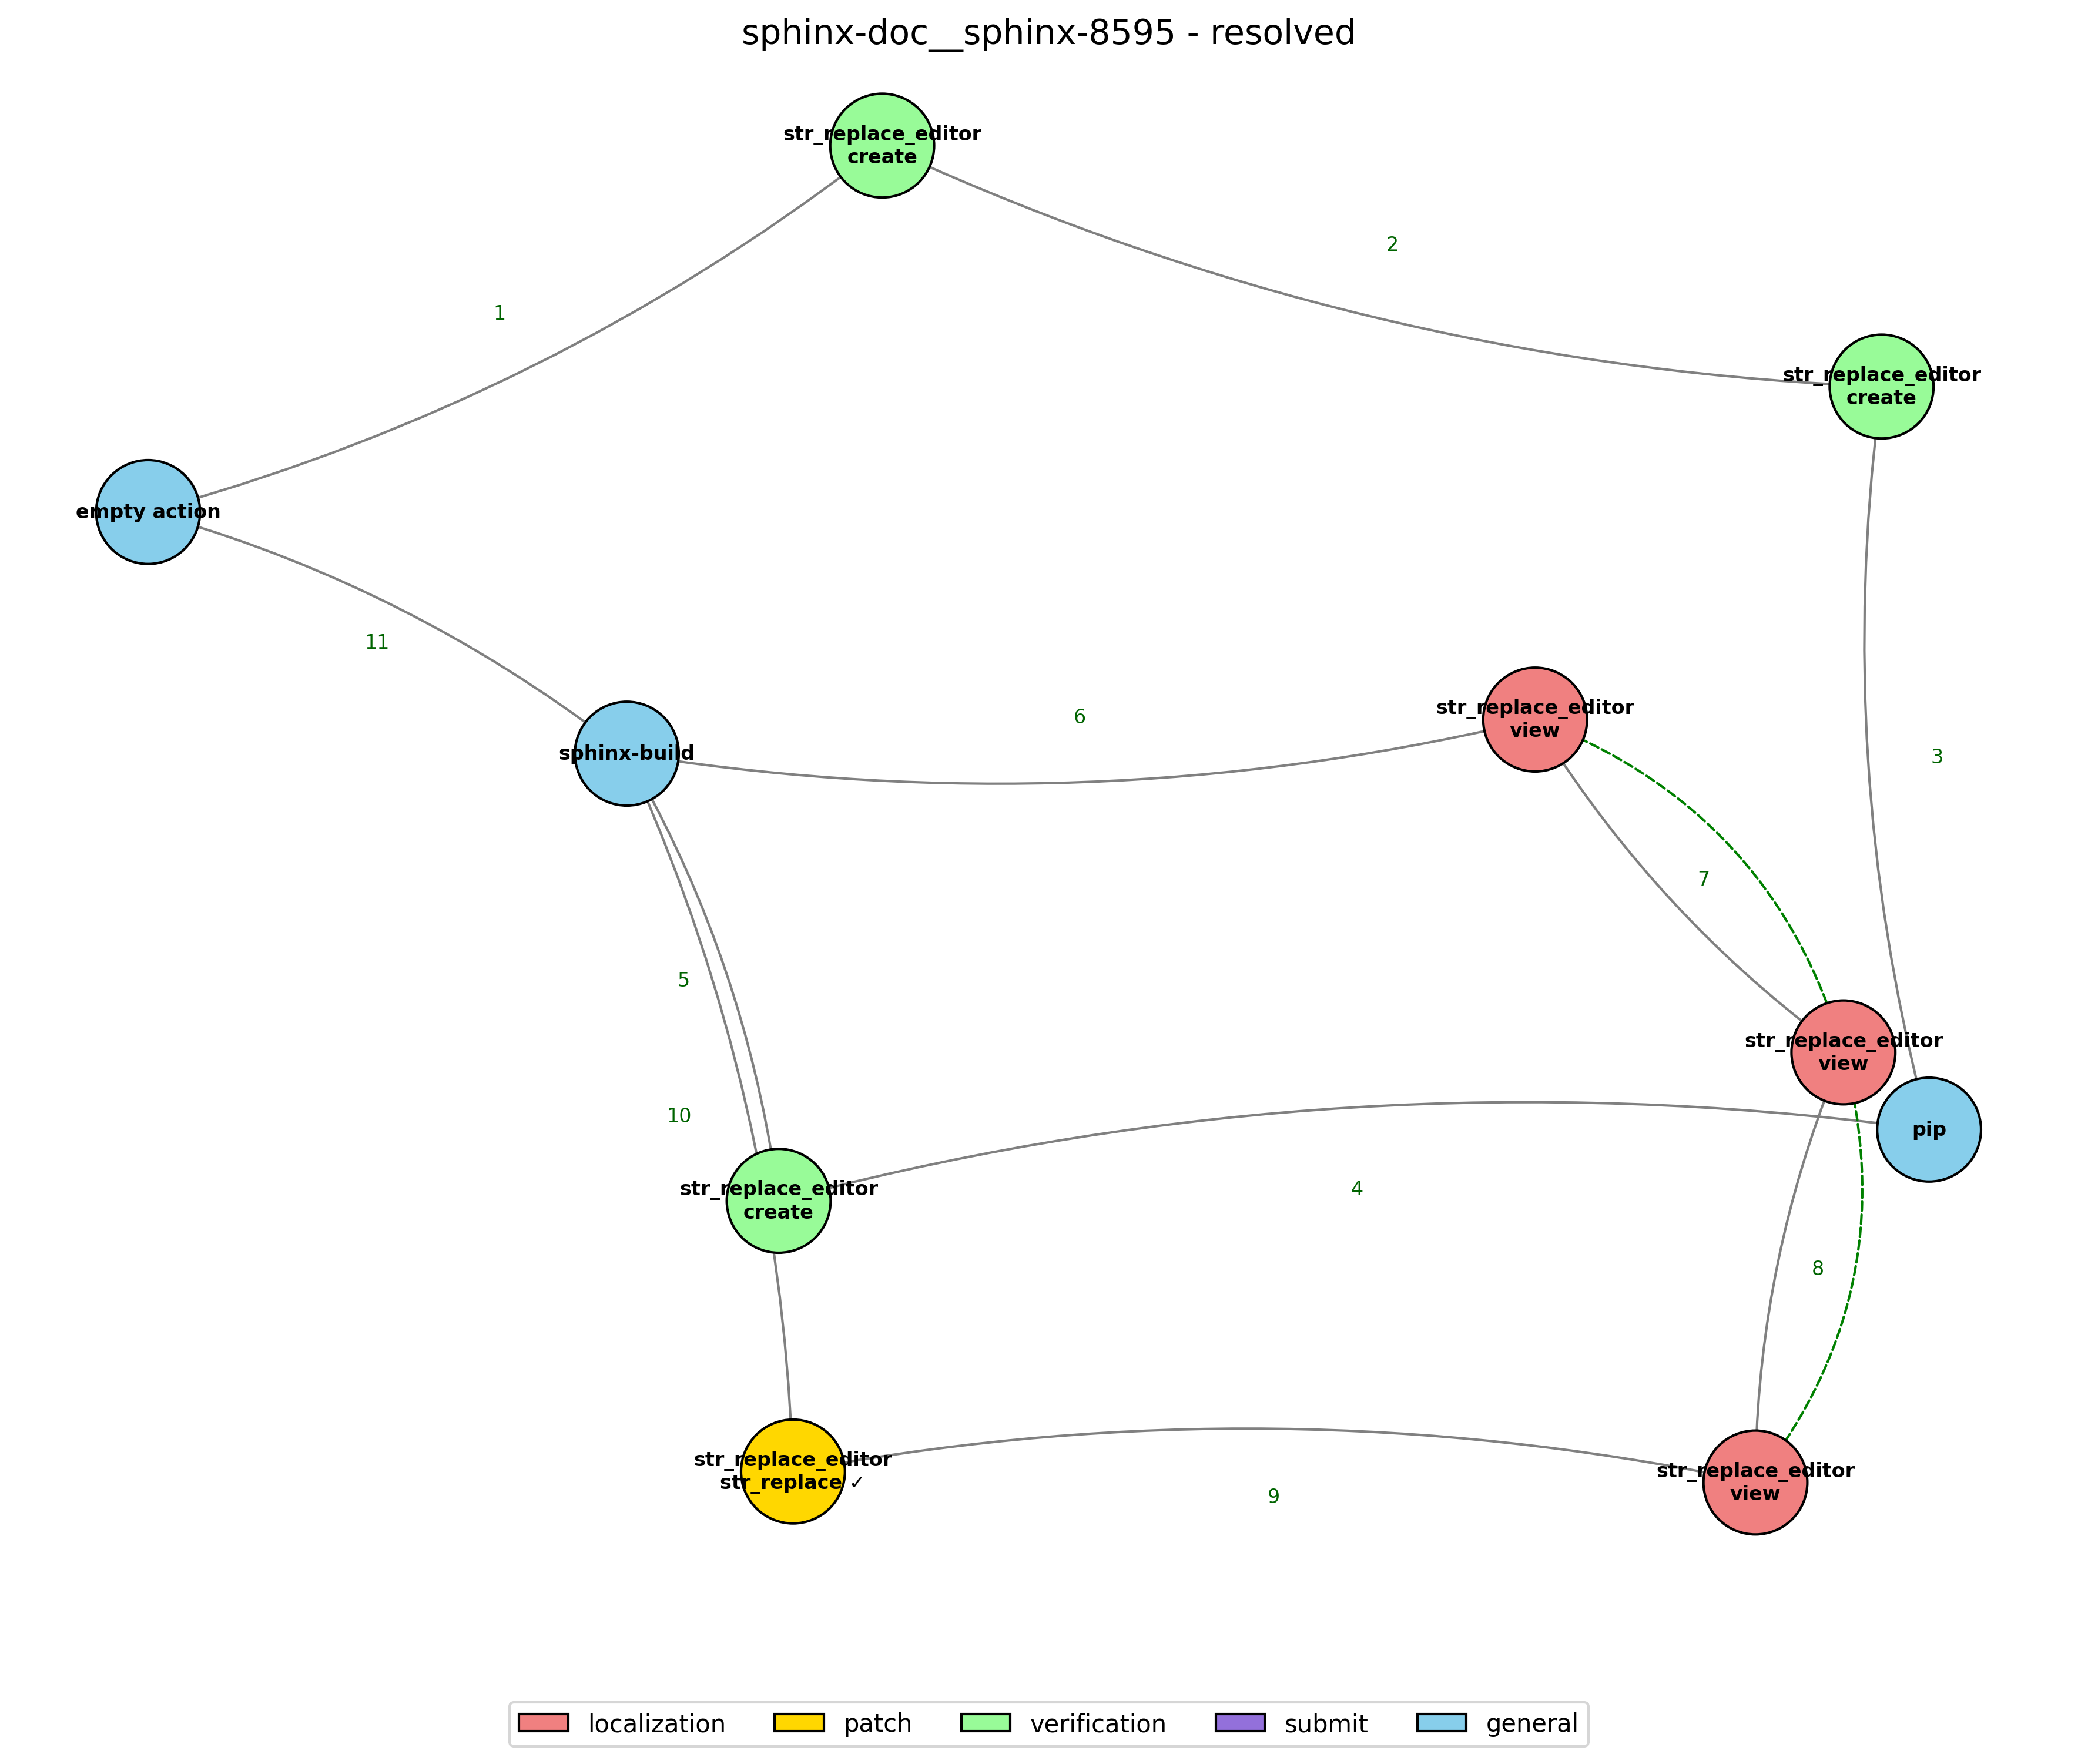 sphinx-doc__sphinx-8595 - resolved
str_replace_editor
create
2
1
str_replace_editor
create
empty action
11
6
str_replace_editor
view
sphinx-build
3
7
5
str_replace_editor
view
10
pip
4
str_replace_editor
create
8
str_replace_editor
str_replace ✓
9
str_replace_editor
view
localization
patch
verification
submit
general